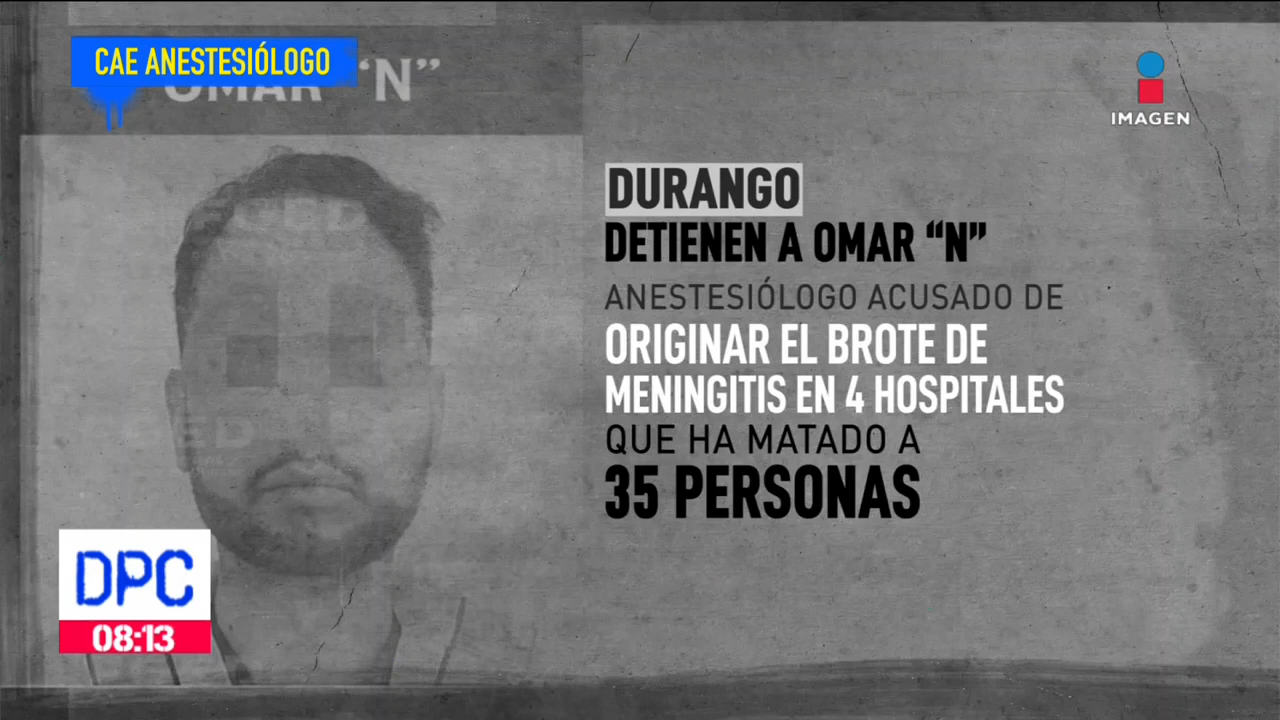 CAE ANESTESIÓLOGO
OMAR "N"
IMAGEN
DURANGO
DETIENEN A OMAR “N”
ANESTESIÓLOGO ACUSADO DE
ORIGINAR EL BROTE DE
MENINGITIS EN 4 HOSPITALES
QUE HA MATADO A
35 PERSONAS
DPC
08:13